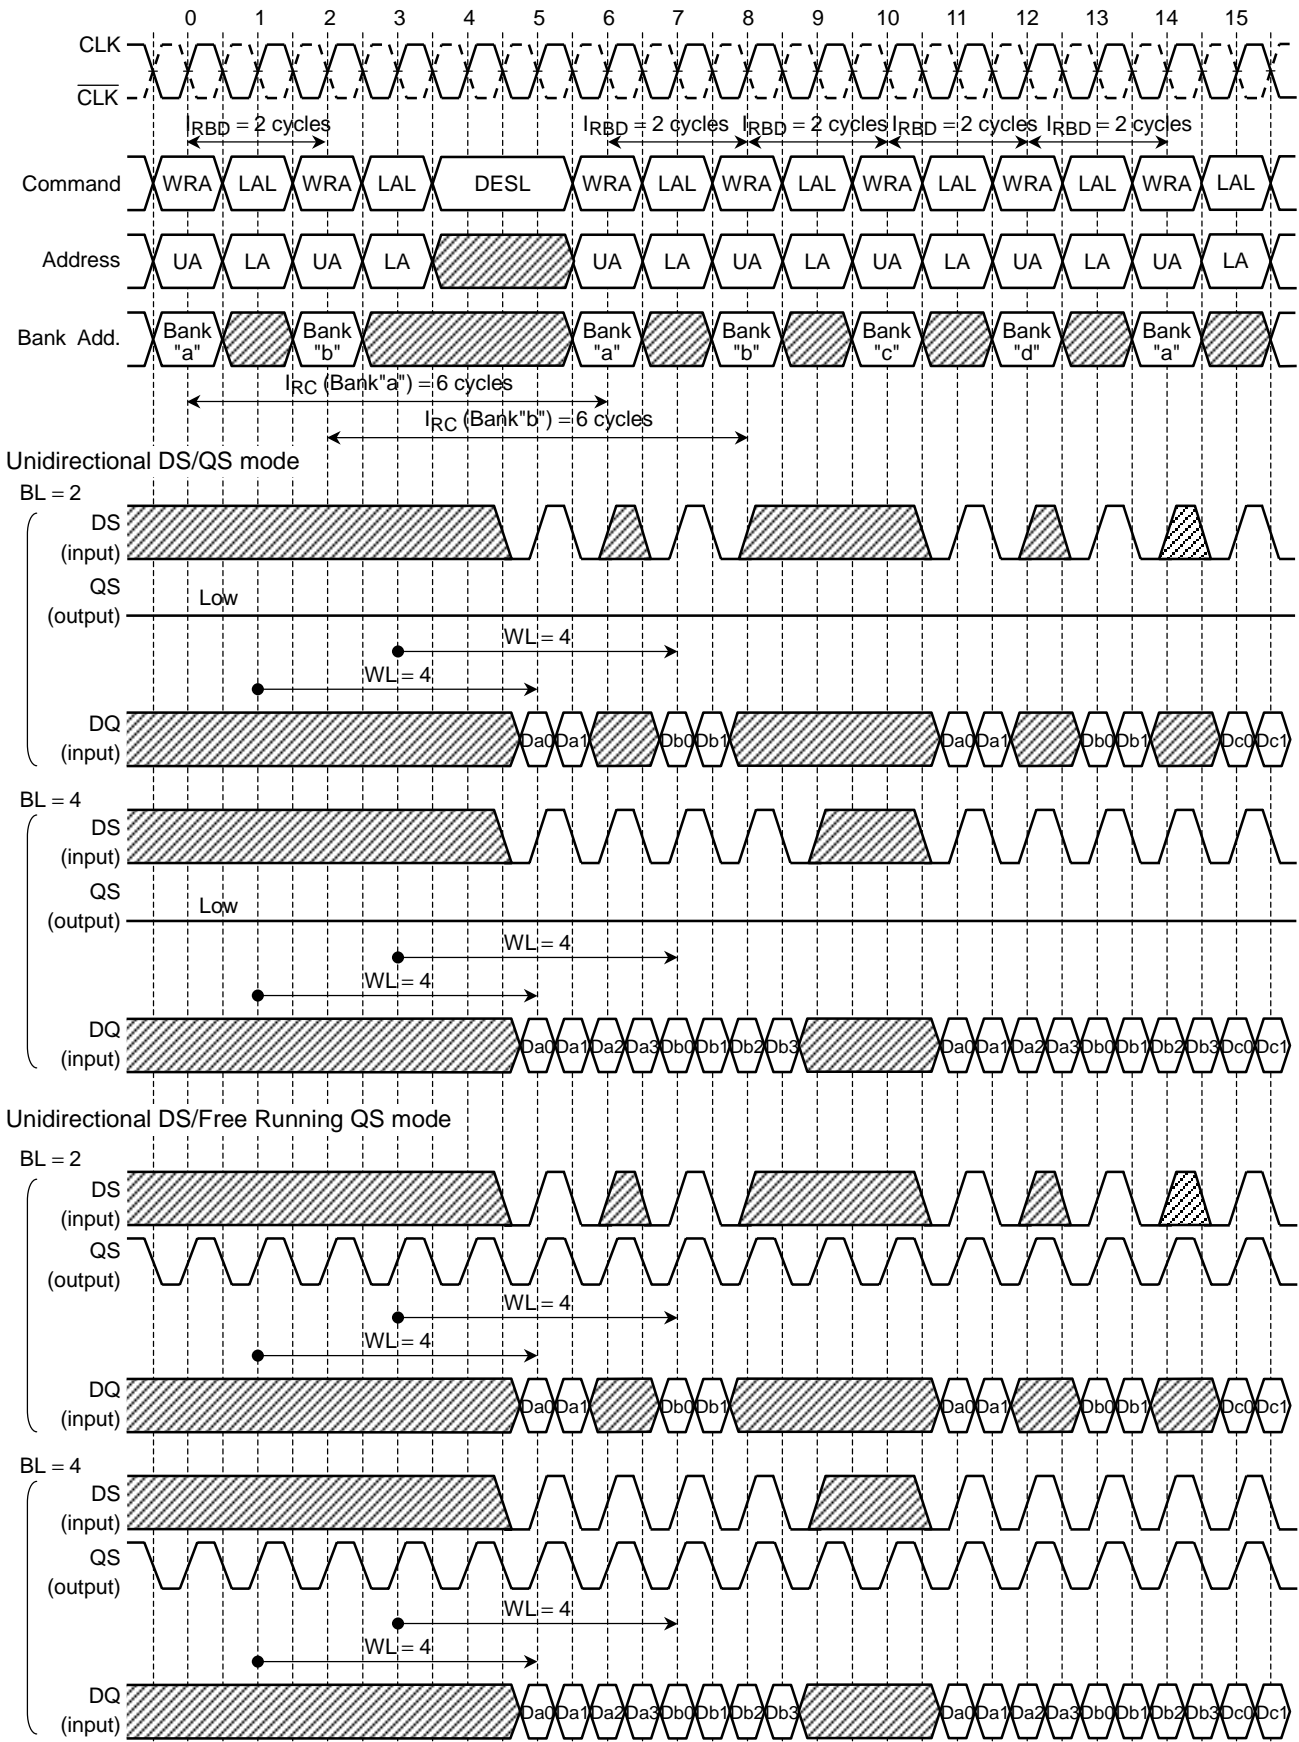 0 1 2 3 4 5 6 7 8 9 10 11 12 13 14 15
CLK
CLK
IRBD = 2 cycles IRBD = 2 cycles IRBD = 2 cycles IRBD = 2 cycles IRBD = 2 cycles
Command WRA LAL WRA LAL DESL WRA LAL WRA LAL WRA LAL WRA LAL WRA LAL
Address UA LA UA LA UA LA UA LA UA LA UA LA UA LA
Bank Add. Bank "a" Bank "b" Bank "a" Bank "b" Bank "c" Bank "d" Bank "a"
IRC (Bank"a") = 6 cycles
IRC (Bank"b") = 6 cycles
Unidirectional DS/QS mode
BL = 2
DS
(input)
QS
(output) Low
WL = 4
WL = 4
DQ
(input) Da0 Da1 Db0 Db1 Da0 Da1 Db0 Db1 Dc0 Dc1
BL = 4
DS
(input)
QS
(output) Low
WL = 4
WL = 4
DQ
(input) Da0 Da1 Da2 Da3 Db0 Db1 Db2 Db3 Da0 Da1 Da2 Da3 Db0 Db1 Db2 Db3 Dc0 Dc1
Unidirectional DS/Free Running QS mode
BL = 2
DS
(input)
QS
(output)
WL = 4
WL = 4
DQ
(input) Da0 Da1 Db0 Db1 Da0 Da1 Db0 Db1 Dc0 Dc1
BL = 4
DS
(input)
QS
(output)
WL = 4
WL = 4
DQ
(input) Da0 Da1 Da2 Da3 Db0 Db1 Db2 Db3 Da0 Da1 Da2 Da3 Db0 Db1 Db2 Db3 Dc0 Dc1